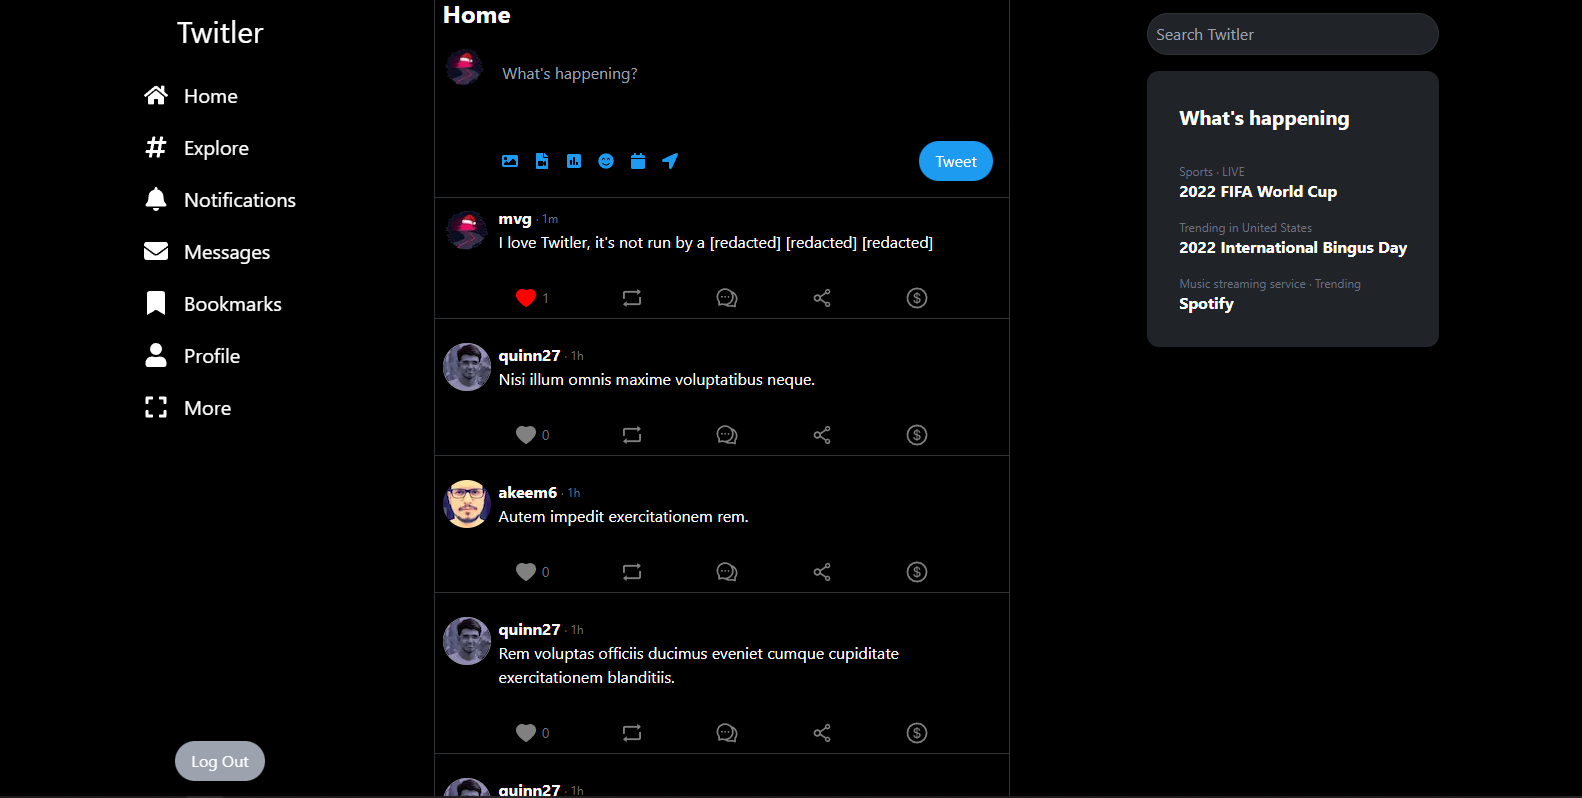 Twitler
Home
Explore
Notifications
Messages
Bookmarks
Profile
More
Log Out
Home
What's happening?
Tweet
mvg · 1m
I love Twitler, it's not run by a [redacted] [redacted] [redacted]
1
quinn27 · 1h
Nisi illum omnis maxime voluptatibus neque.
0
akeem6 · 1h
Autem impedit exercitationem rem.
0
quinn27 · 1h
Rem voluptas officiis ducimus eveniet cumque cupiditate
exercitationem blanditiis.
0
quinn27 · 1h
Search Twitler
What's happening
Sports · LIVE
2022 FIFA World Cup
Trending in United States
2022 International Bingus Day
Music streaming service · Trending
Spotify